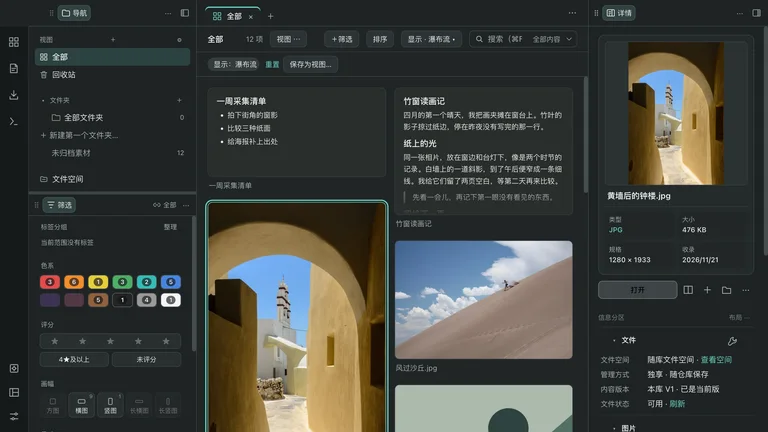 导航
视图
全部
回收站
文件夹
全部文件夹 0
新建第一个文件夹...
未归档素材 12
文件空间
筛选 全部
标签分组 整理
当前范围没有标签
色系
3 6 1 3 2 5
5 1 4 1
评分
4★及以上 未评分
画幅
方图 横图 竖图 长横图 长竖图
全部
全部 12 项 视图 筛选 排序 显示 · 瀑布流 搜索（⌘F 全部内容
显示：瀑布流 重置 保存为视图...
一周采集清单
拍下街角的窗影
比较三种纸面
给海报补上出处
一周采集清单
竹窗读画记
四月的第一个晴天，我把画夹摊在窗台上。竹叶的
影子掠过纸边，停在昨夜没有写完的那一行。
纸上的光
同一张相片，放在窗边和台灯下，像是两个时节的
记录。白墙上的一道斜影，到了午后便窄成一条细
线。我给它们留了两页空白，等第二天再来比较。
先看一会儿，再记下第一眼没有看见的东西。
竹窗读画记
风过沙丘.jpg
详情
黄墙后的钟楼.jpg
类型 大小
JPG 476 KB
规格 收录
1280 × 1933 2026/11/21
打开
信息分区 布局
文件
文件空间 随库文件空间 · 查看空间
管理方式 独享 · 随仓库保存
内容版本 本库 V1 · 已是当前版
文件状态 可用 · 刷新
图片